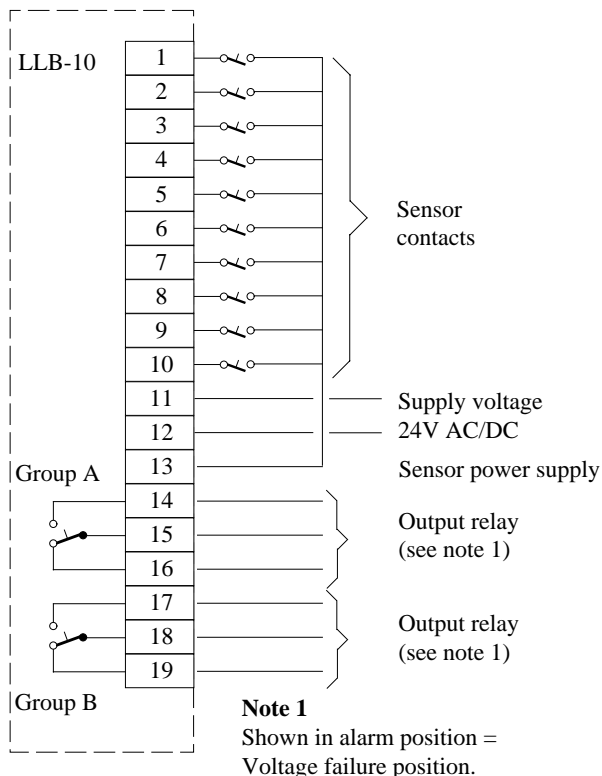 LLB-10
1
2
3
4
5
6
7
8
9
10
11
12
13
14
15
16
17
18
19
Sensor
contacts
Supply voltage
24V AC/DC
Sensor power supply
Group A
Output relay
(see note 1)
Output relay
(see note 1)
Group B
Note 1
Shown in alarm position =
Voltage failure position.